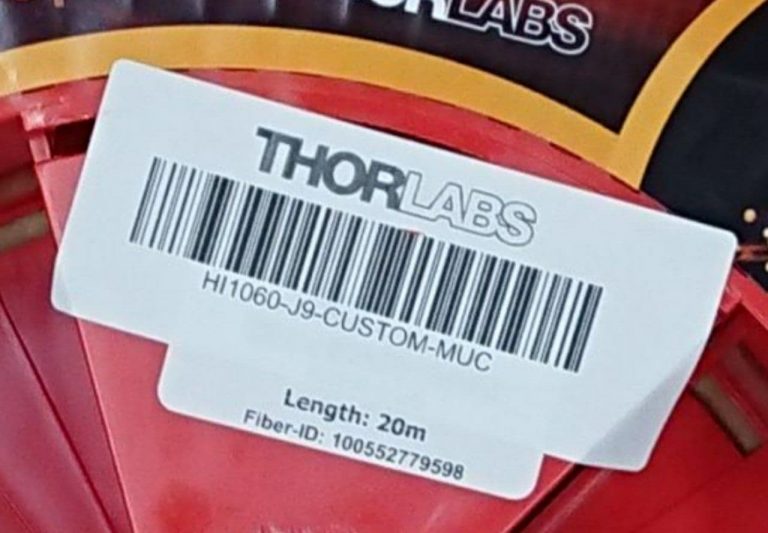 THORLABS
THORLABS
HI1060-J9-CUSTOM-MUC
Length: 20m
Fiber-ID: 100552779598